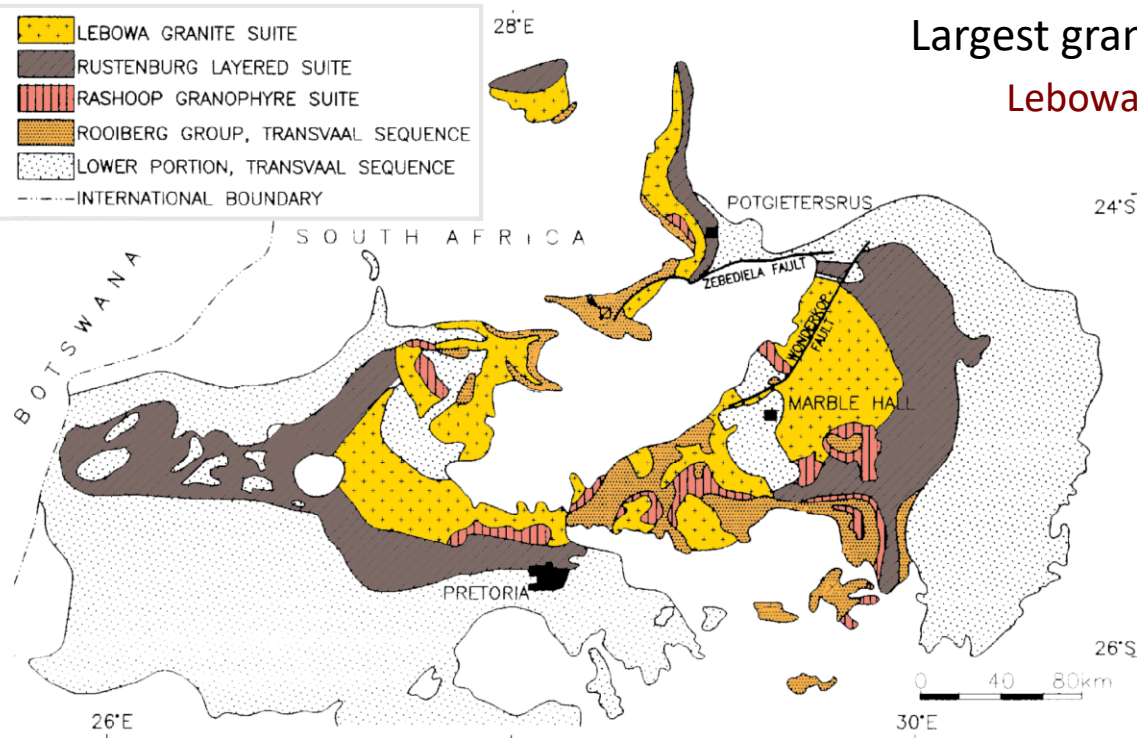 LEBOWA GRANITE SUITE
RUSTENBURG LAYERED SUITE
RASHOOP GRANOPHYRE SUITE
ROOIBERG GROUP, TRANSVAAL SEQUENCE
LOWER PORTION, TRANSVAAL SEQUENCE
INTERNATIONAL BOUNDARY
28°E
Largest gran
Lebowa
24°S
POTGIETERSRUS
SOUTH AFRICA
ZEBEDIELA FAULT
BOTSWANA
WONDERKOP
FAULT
MARBLE HALL
PRETORIA
26°S
0 40 80km
26°E
30°E